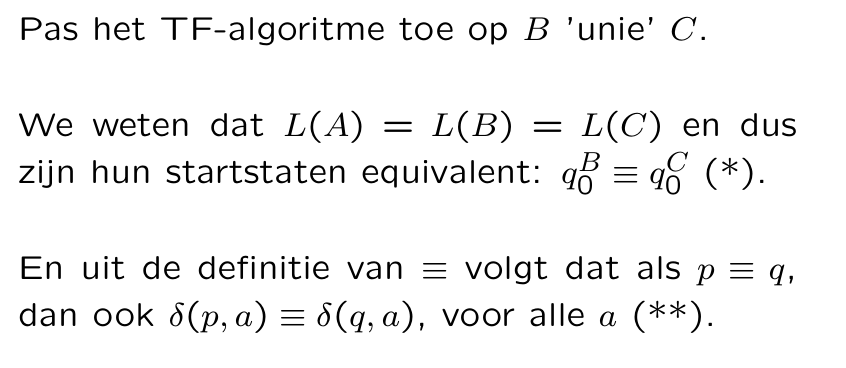 Pas het TF-algoritme toe op B 'unie' C.
We weten dat L(A) = L(B) = L(C) en dus
zijn hun startstaten equivalent: q₀ᴮ ≡ q₀ᶜ (*).
En uit de definitie van ≡ volgt dat als p ≡ q,
dan ook δ(p, a) ≡ δ(q, a), voor alle a (**).